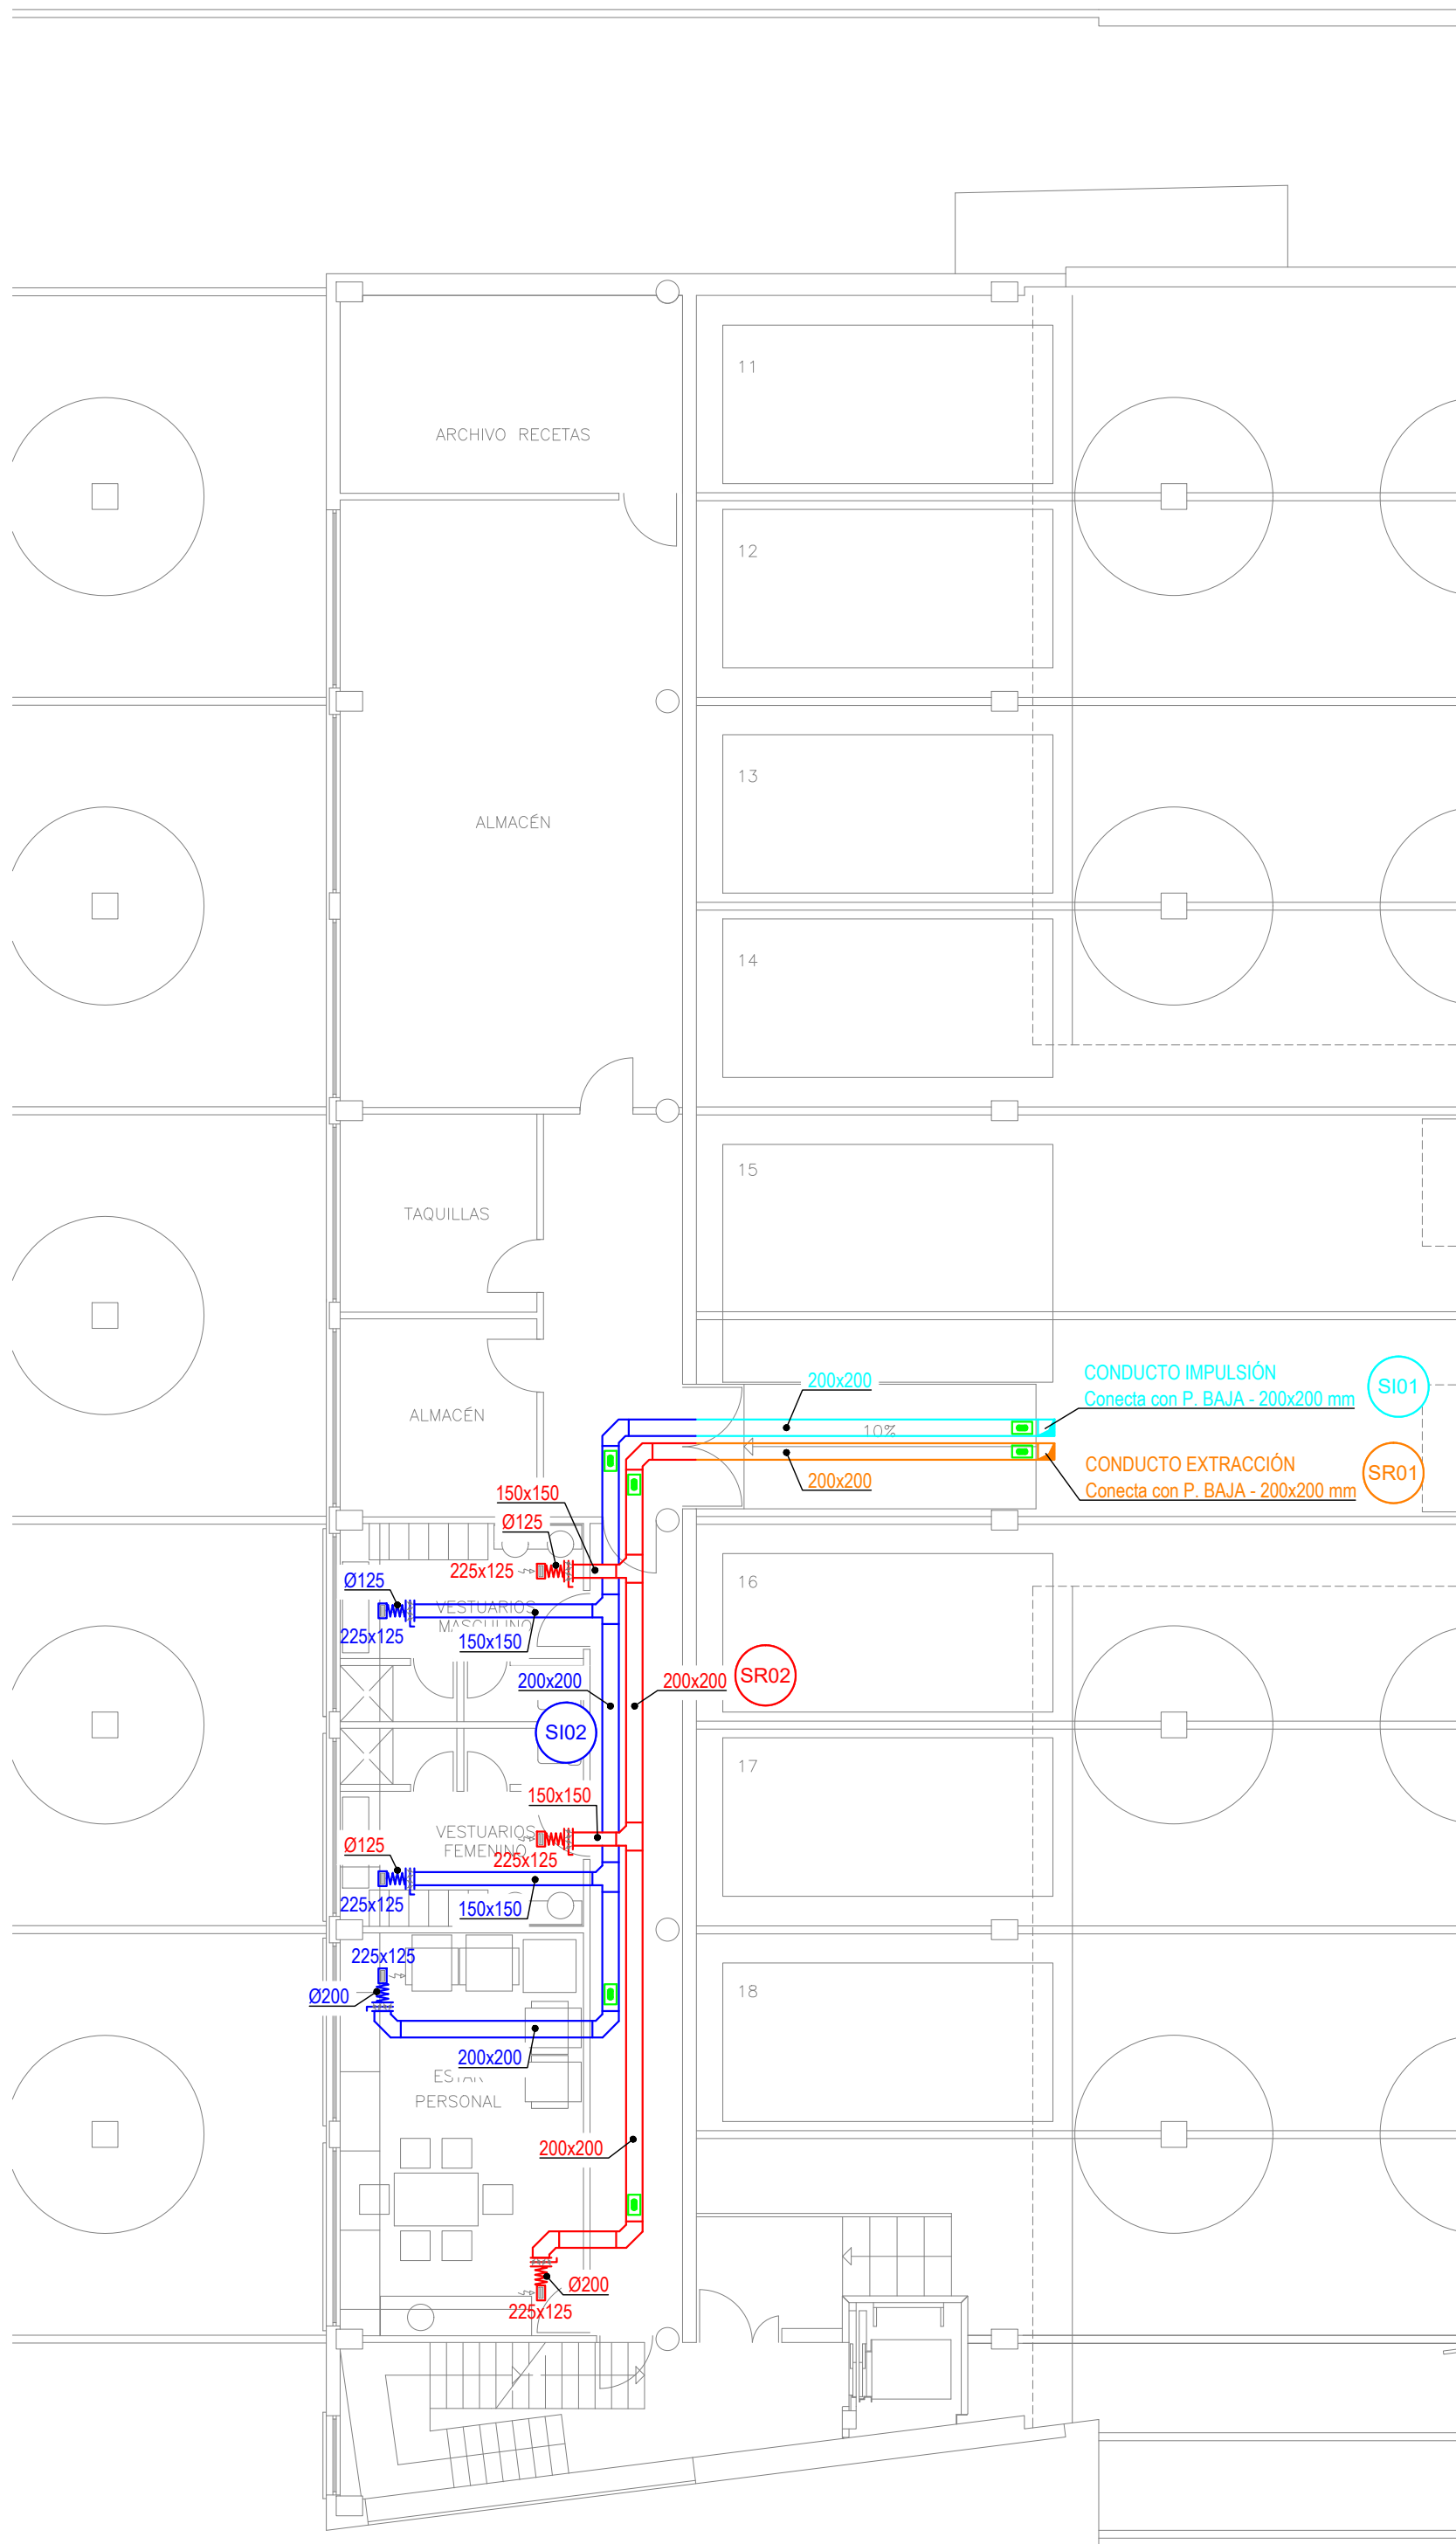 11
ARCHIVO RECETAS
12
13
ALMACÉN
14
15
TAQUILLAS
200x200
CONDUCTO IMPULSIÓN
Conecta con P. BAJA - 200x200 mm
SI01
ALMACÉN
10%
CONDUCTO EXTRACCIÓN
Conecta con P. BAJA - 200x200 mm
SR01
200x200
150x150
Ø125
225x125
Ø125
16
VESTUARIOS
MASCULINO
225x125
150x150
200x200
200x200
SR02
SI02
17
150x150
VESTUARIOS
FEMENINO
Ø125
225x125
225x125
150x150
225x125
Ø200
18
200x200
ESTAR
PERSONAL
200x200
Ø200
225x125